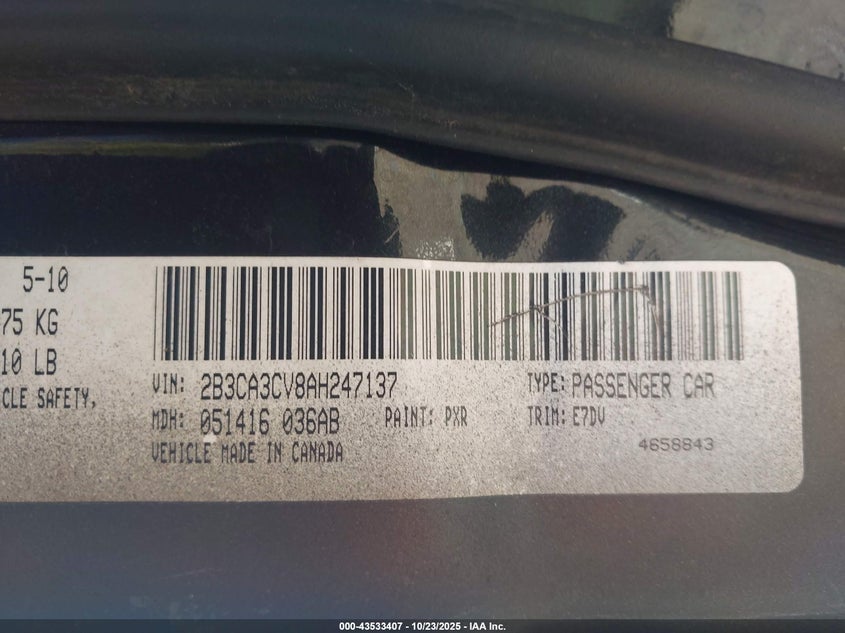 5-10
75 KG
10 LB
CLE SAFETY,
VIN: 2B3CA3CV8AH247137 TYPE: PASSENGER CAR
MDH: 051416 036AB PAINT: PXR TRIM: E7DV
VEHICLE MADE IN CANADA 4658843
000-43533407 - 10/23/2025 - IAA Inc.